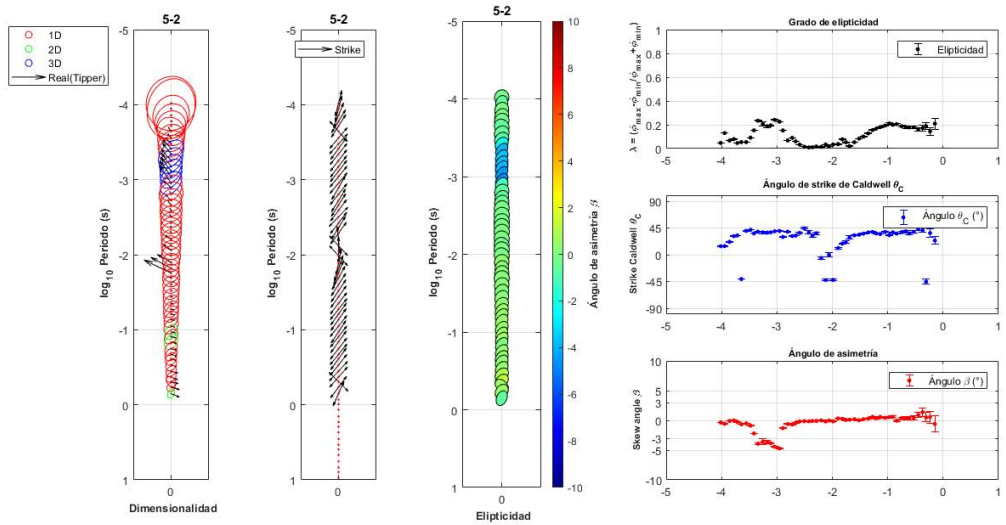 5-2
1D
2D
3D
Real(Tipper)
-5
-4
-3
-2
-1
0
1
log10 Periodo (s)
0
Dimensionalidad
5-2
Strike
-5
-4
-3
-2
-1
0
1
log10 Periodo (s)
0
5-2
-5
-4
-3
-2
-1
0
1
log10 Periodo (s)
0
Elipticidad
10
8
6
4
2
0
-2
-4
-6
-8
-10
Ángulo de asimetría β
Grado de elipticidad
Elipticidad
1
0.8
0.6
0.4
0.2
0
λ = (ϕmax-ϕmin/ϕmax+ϕmin)
-5 -4 -3 -2 -1 0 1
Ángulo de strike de Caldwell θC
Ángulo θC (°)
90
45
0
-45
-90
Strike Caldwell θC
-5 -4 -3 -2 -1 0 1
Ángulo de asimetría
Ángulo β (°)
10
3
0
-3
-10
Skew angle β
-5 -4 -3 -2 -1 0 1